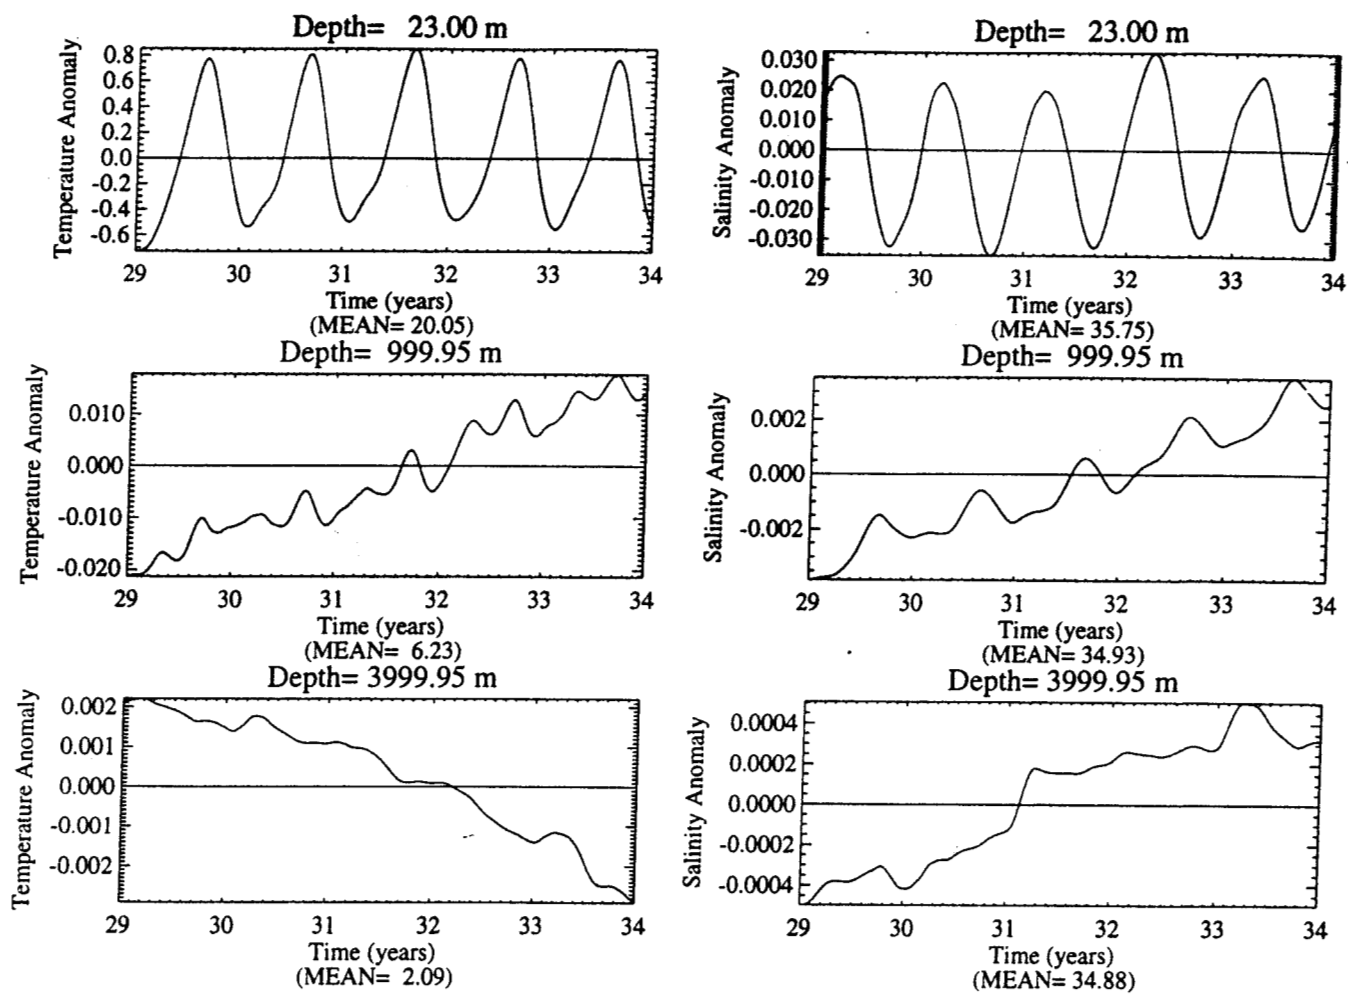 Depth= 23.00 m
Temperature Anomaly
0.8
0.6
0.4
0.2
0.0
-0.2
-0.4
-0.6
29 30 31 32 33 34
Time (years)
(MEAN= 20.05)
Depth= 23.00 m
Salinity Anomaly
0.030
0.020
0.010
0.000
-0.010
-0.020
-0.030
29 30 31 32 33 34
Time (years)
(MEAN= 35.75)
Depth= 999.95 m
Temperature Anomaly
0.010
0.000
-0.010
-0.020
29 30 31 32 33 34
Time (years)
(MEAN= 6.23)
Depth= 999.95 m
Salinity Anomaly
0.002
0.000
-0.002
29 30 31 32 33 34
Time (years)
(MEAN= 34.93)
Depth= 3999.95 m
Temperature Anomaly
0.002
0.001
0.000
-0.001
-0.002
29 30 31 32 33 34
Time (years)
(MEAN= 2.09)
Depth= 3999.95 m
Salinity Anomaly
0.0004
0.0002
0.0000
-0.0002
-0.0004
29 30 31 32 33 34
Time (years)
(MEAN= 34.88)